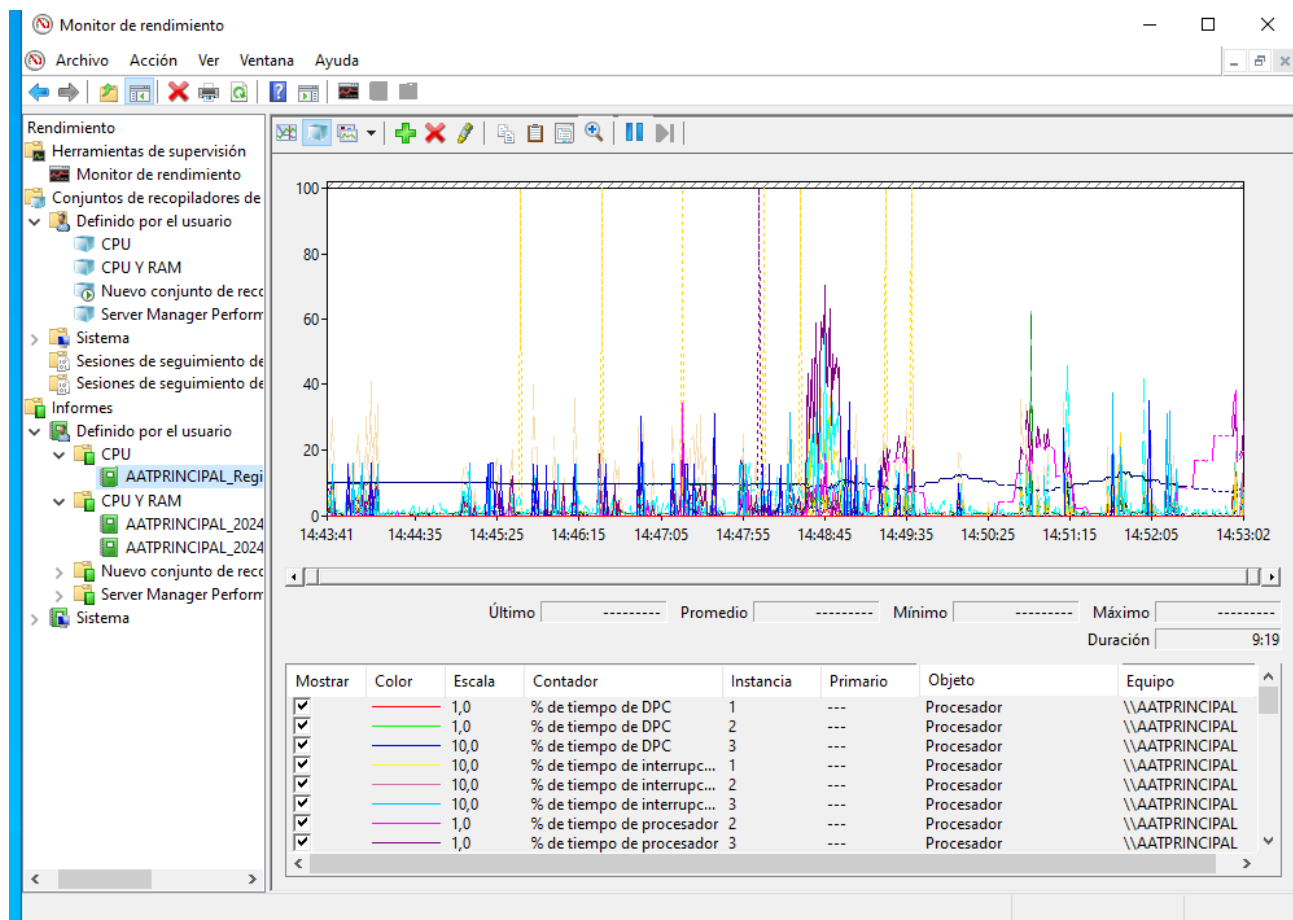 Monitor de rendimiento
Archivo Acción Ver Ventana Ayuda
Rendimiento
Herramientas de supervisión
Monitor de rendimiento
Conjuntos de recopiladores de
Definido por el usuario
CPU
CPU Y RAM
Nuevo conjunto de recc
Server Manager Perform
Sistema
Sesiones de seguimiento de
Sesiones de seguimiento de
Informes
Definido por el usuario
CPU
AATPRINCIPAL_Regi
CPU Y RAM
AATPRINCIPAL_2024
AATPRINCIPAL_2024
Nuevo conjunto de recc
Server Manager Perform
Sistema
100
80
60
40
20
0
14:43:41 14:44:35 14:45:25 14:46:15 14:47:05 14:47:55 14:48:45 14:49:35 14:50:25 14:51:15 14:52:05 14:53:02
Último --------- Promedio --------- Mínimo --------- Máximo ---------
Duración 9:19
Mostrar Color Escala Contador Instancia Primario Objeto Equipo
1,0 % de tiempo de DPC 1 --- Procesador \\AATPRINCIPAL
1,0 % de tiempo de DPC 2 --- Procesador \\AATPRINCIPAL
10,0 % de tiempo de DPC 3 --- Procesador \\AATPRINCIPAL
10,0 % de tiempo de interrupc... 1 --- Procesador \\AATPRINCIPAL
10,0 % de tiempo de interrupc... 2 --- Procesador \\AATPRINCIPAL
10,0 % de tiempo de interrupc... 3 --- Procesador \\AATPRINCIPAL
1,0 % de tiempo de procesador 2 --- Procesador \\AATPRINCIPAL
1,0 % de tiempo de procesador 3 --- Procesador \\AATPRINCIPAL